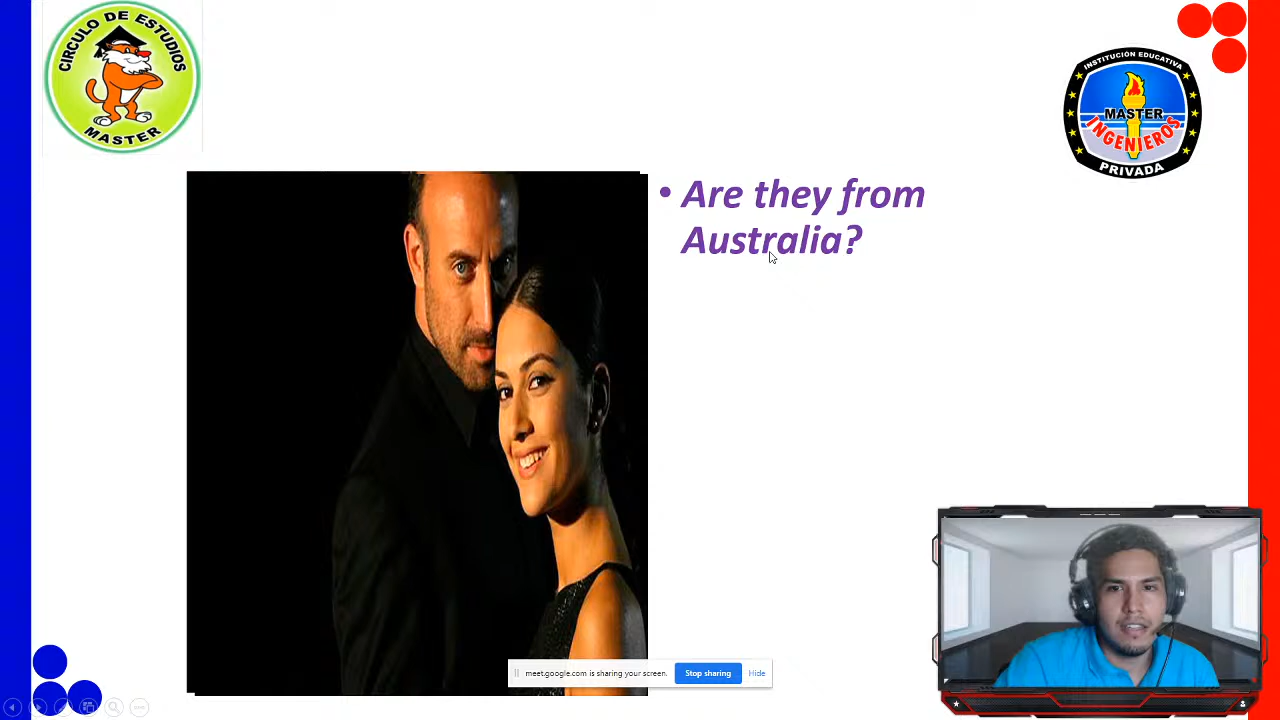 CIRCULO DE ESTUDIOS
MASTER
INSTITUCIÓN EDUCATIVA
MASTER
INGENIEROS
PRIVADA
• Are they from
Australia?
meet.google.com is sharing your screen.
Stop sharing
Hide